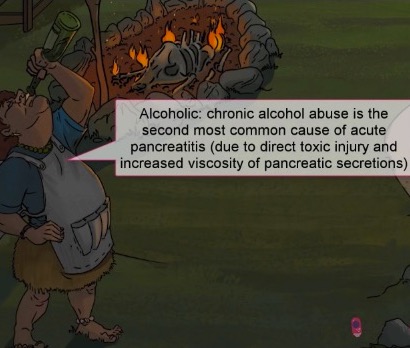 Alcoholic: chronic alcohol abuse is the
second most common cause of acute
pancreatitis (due to direct toxic injury and
increased viscosity of pancreatic secretions)